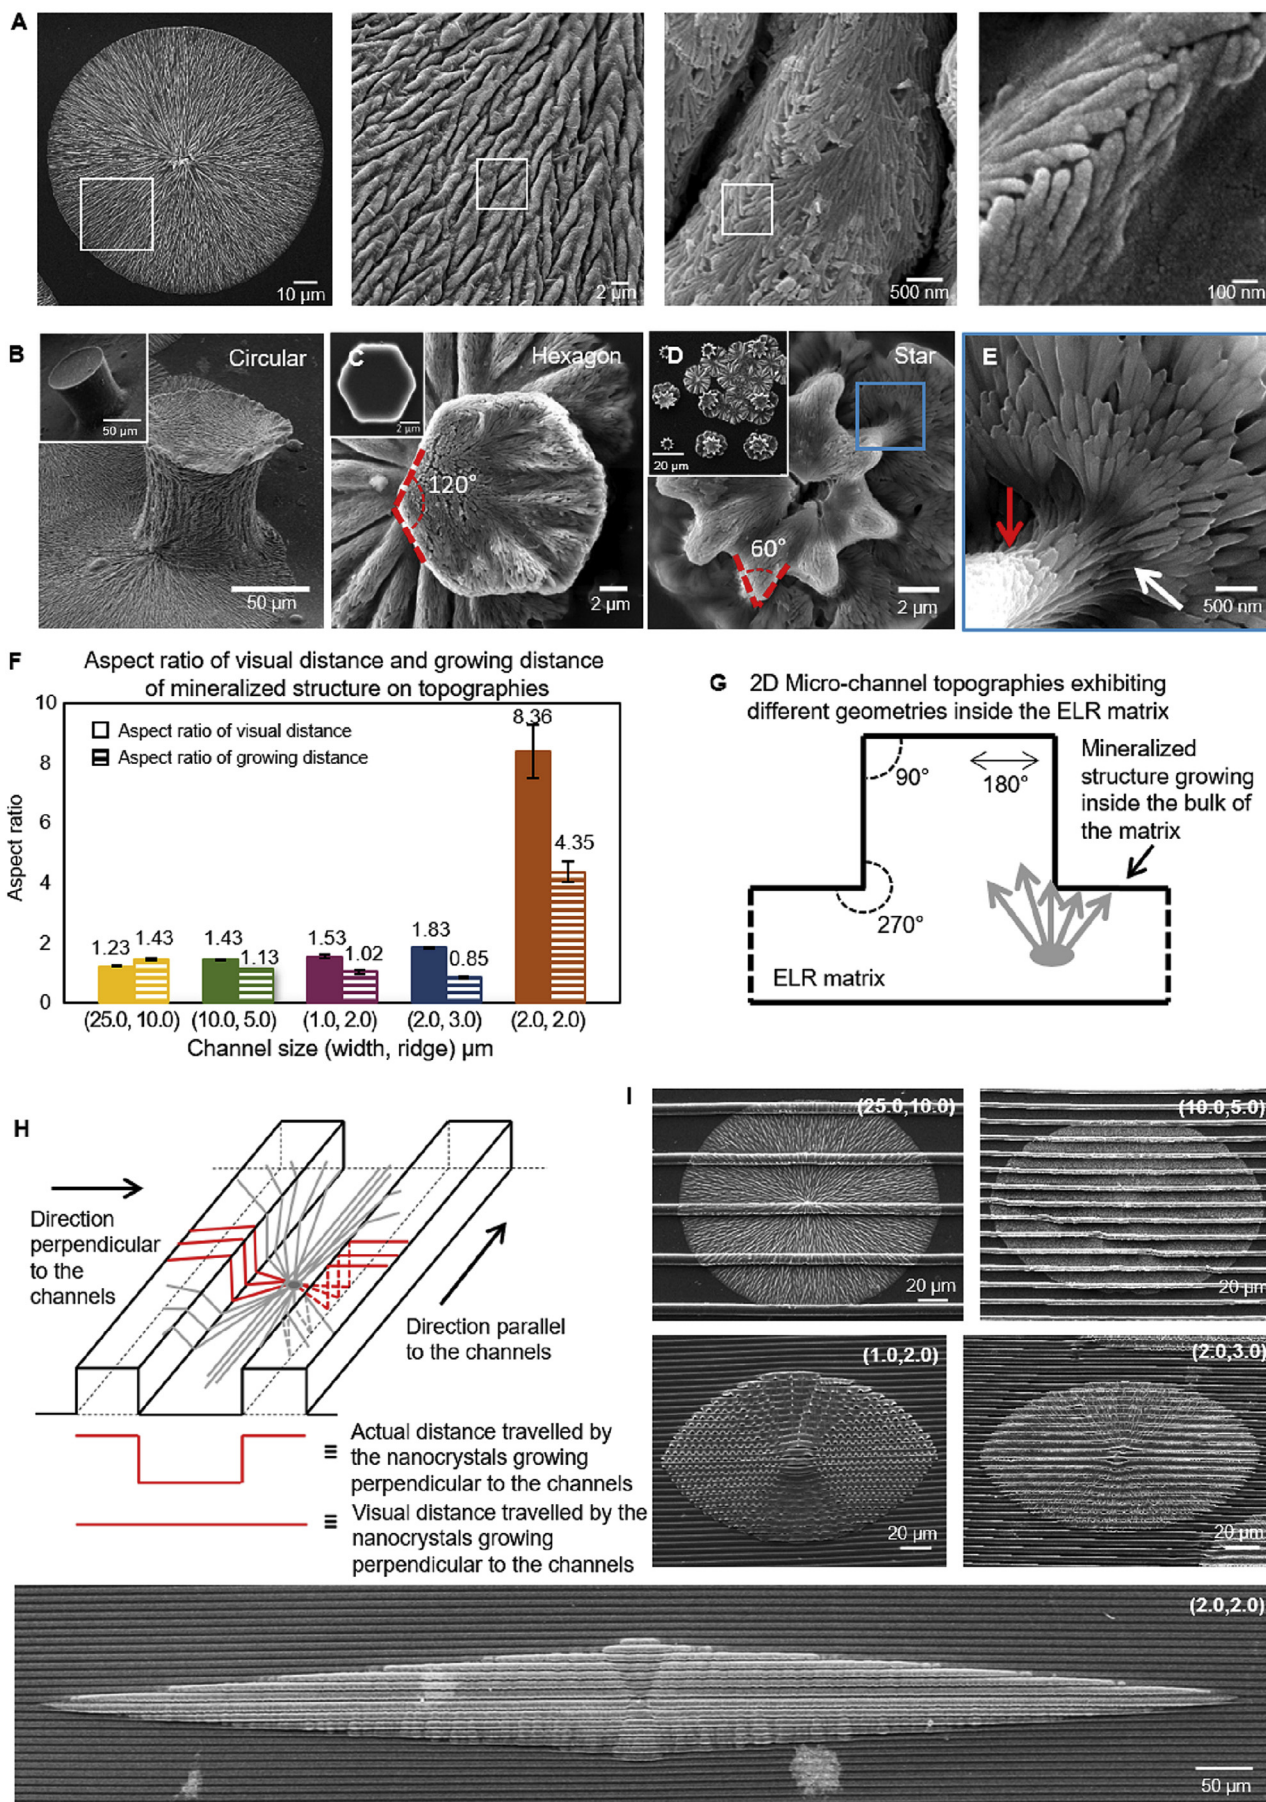 A
10 µm
2 µm
500 nm
100 nm
B
Circular
50 µm
50 µm
C
Hexagon
2 µm
120°
2 µm
D
Star
20 µm
60°
2 µm
E
500 nm
F
Aspect ratio of visual distance and growing distance
of mineralized structure on topographies
Aspect ratio
10
8
6
4
2
0
Aspect ratio of visual distance
Aspect ratio of growing distance
1.23
1.43
1.43
1.13
1.53
1.02
1.83
0.85
8.36
4.35
(25.0, 10.0)
(10.0, 5.0)
(1.0, 2.0)
(2.0, 3.0)
(2.0, 2.0)
Channel size (width, ridge) µm
G
2D Micro-channel topographies exhibiting
different geometries inside the ELR matrix
90°
180°
270°
Mineralized
structure growing
inside the bulk of
the matrix
ELR matrix
H
Direction
perpendicular
to the
channels
Direction parallel
to the channels
≡ Actual distance travelled by
the nanocrystals growing
perpendicular to the channels
≡ Visual distance travelled by the
nanocrystals growing
perpendicular to the channels
I
(25.0,10.0)
20 µm
(10.0,5.0)
20 µm
(1.0,2.0)
20 µm
(2.0,3.0)
20 µm
(2.0,2.0)
50 µm